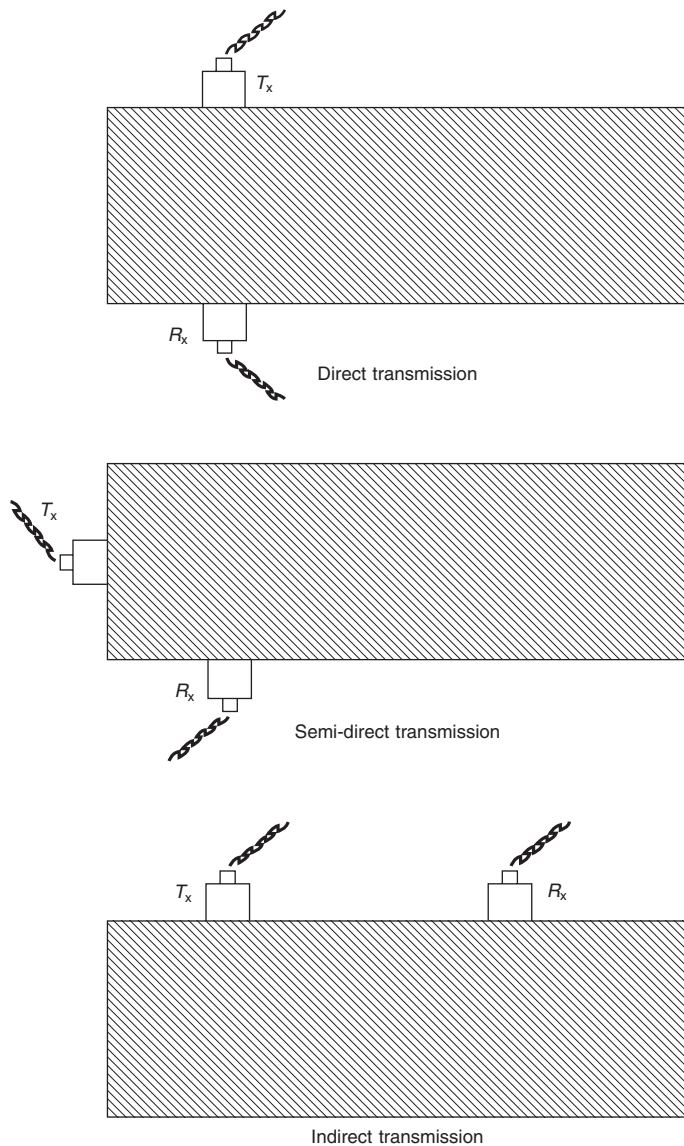 Tx
Rx
Direct transmission
Tx
Rx
Semi-direct transmission
Tx
Rx
Indirect transmission